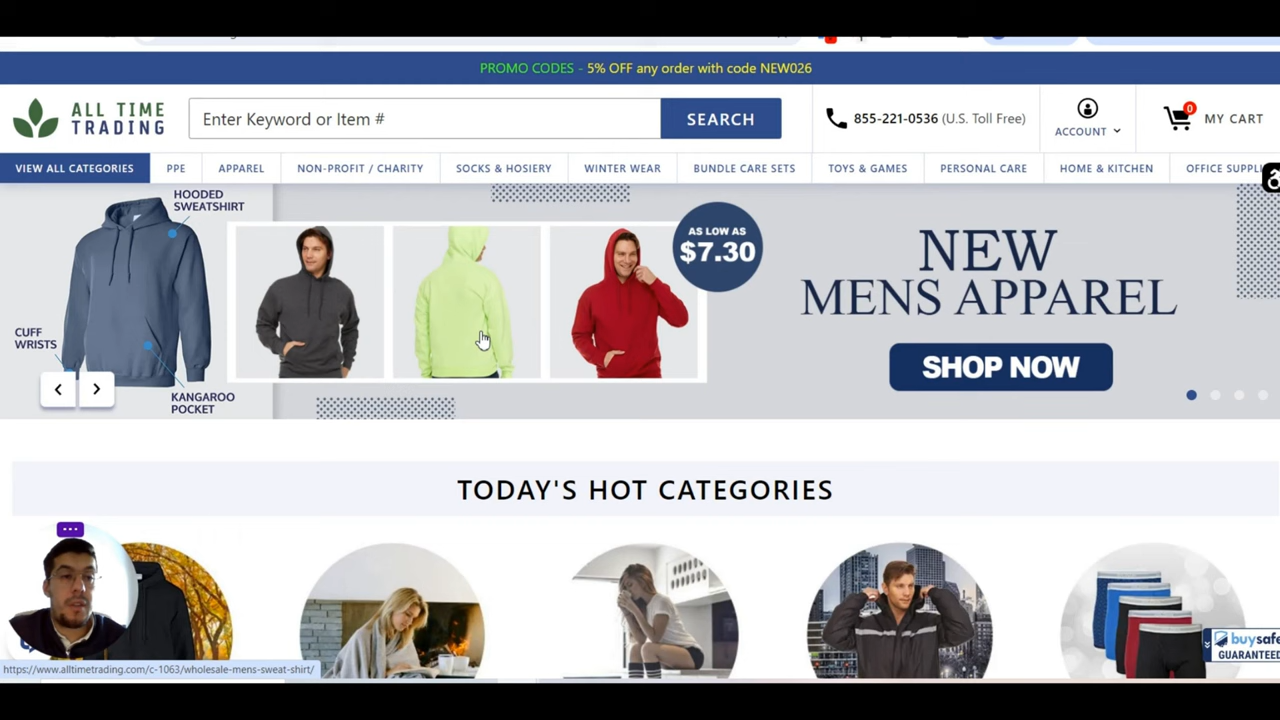 PROMO CODES - 5% OFF any order with code NEW026
ALL TIME
TRADING
Enter Keyword or Item #
SEARCH
855-221-0536 (U.S. Toll Free)
ACCOUNT
0
MY CART
VIEW ALL CATEGORIES
PPE
APPAREL
NON-PROFIT / CHARITY
SOCKS & HOSIERY
WINTER WEAR
BUNDLE CARE SETS
TOYS & GAMES
PERSONAL CARE
HOME & KITCHEN
OFFICE SUPPL
HOODED
SWEATSHIRT
CUFF
WRISTS
KANGAROO
POCKET
AS LOW AS
$7.30
NEW
MENS APPAREL
SHOP NOW
TODAY'S HOT CATEGORIES
buysafe
GUARANTEED
https://www.alltimetrading.com/c-1063/wholesale-mens-sweat-shirt/